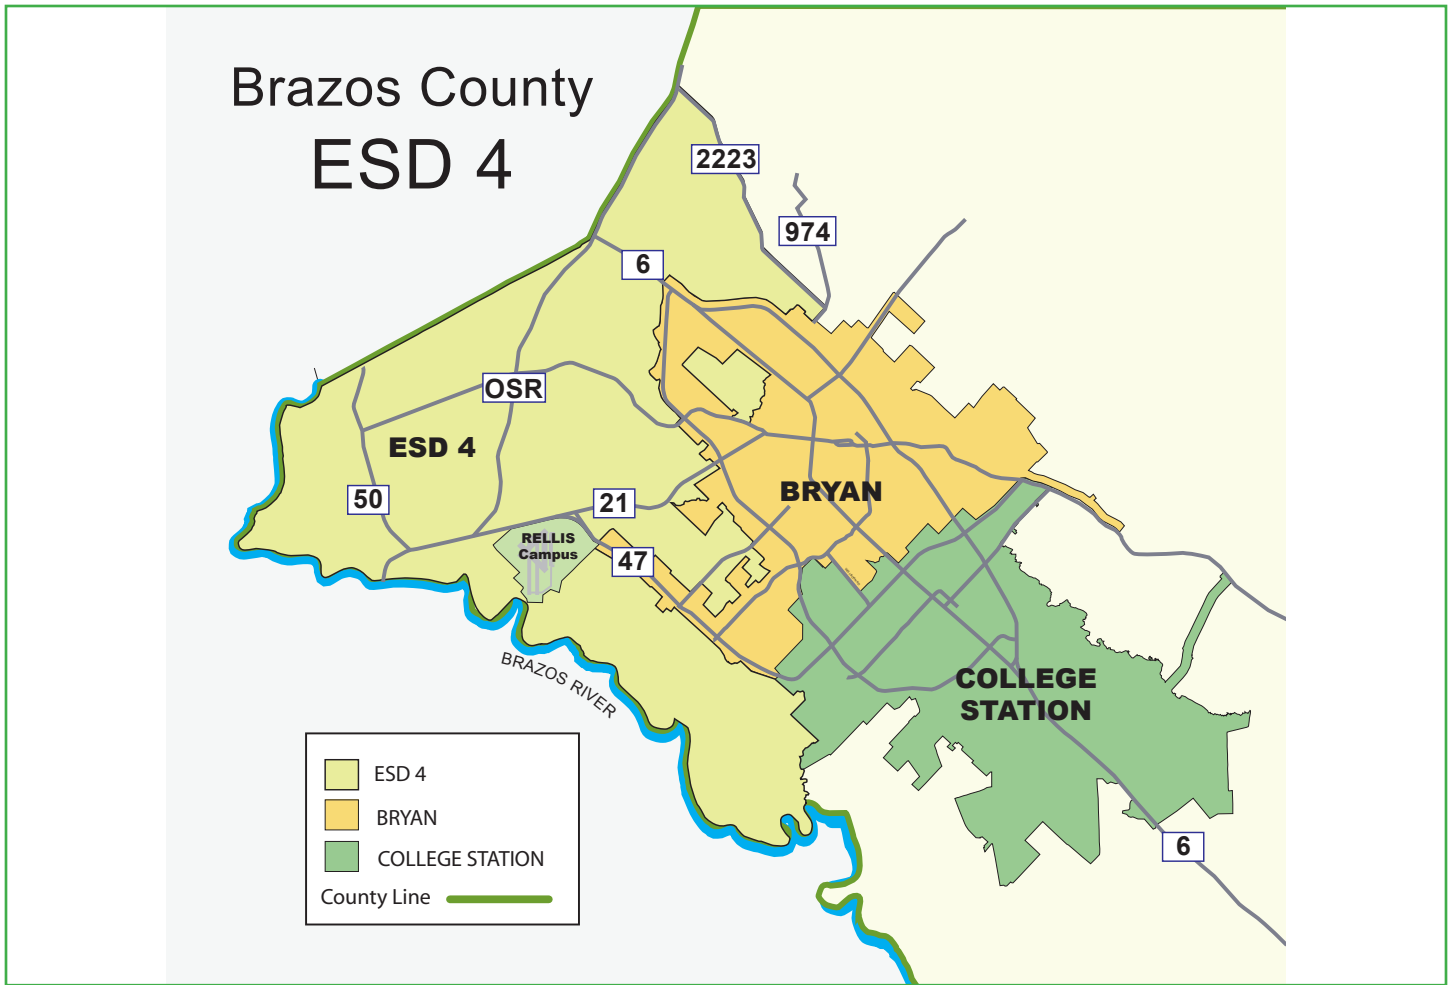 Brazos County
ESD 4
2223
974
6
OSR
ESD 4
50
21
BRYAN
RELLIS
Campus
47
BRAZOS RIVER
COLLEGE
STATION
6
ESD 4
BRYAN
COLLEGE STATION
County Line